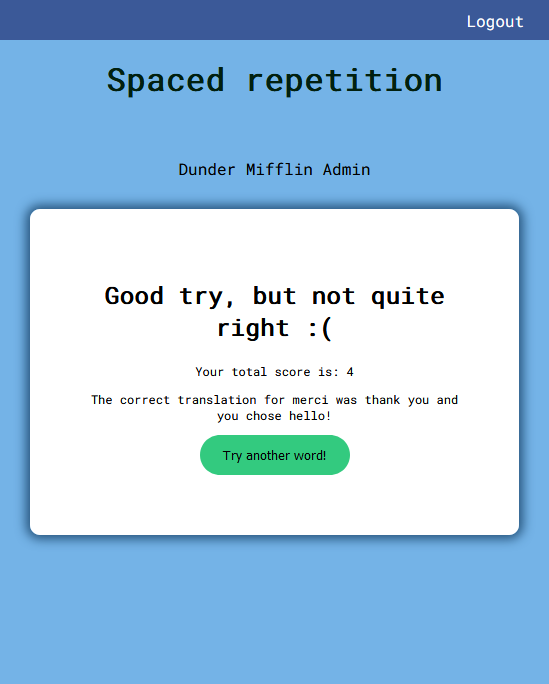 Logout
Spaced repetition
Dunder Mifflin Admin
Good try, but not quite
right :(
Your total score is: 4
The correct translation for merci was thank you and
you chose hello!
Try another word!